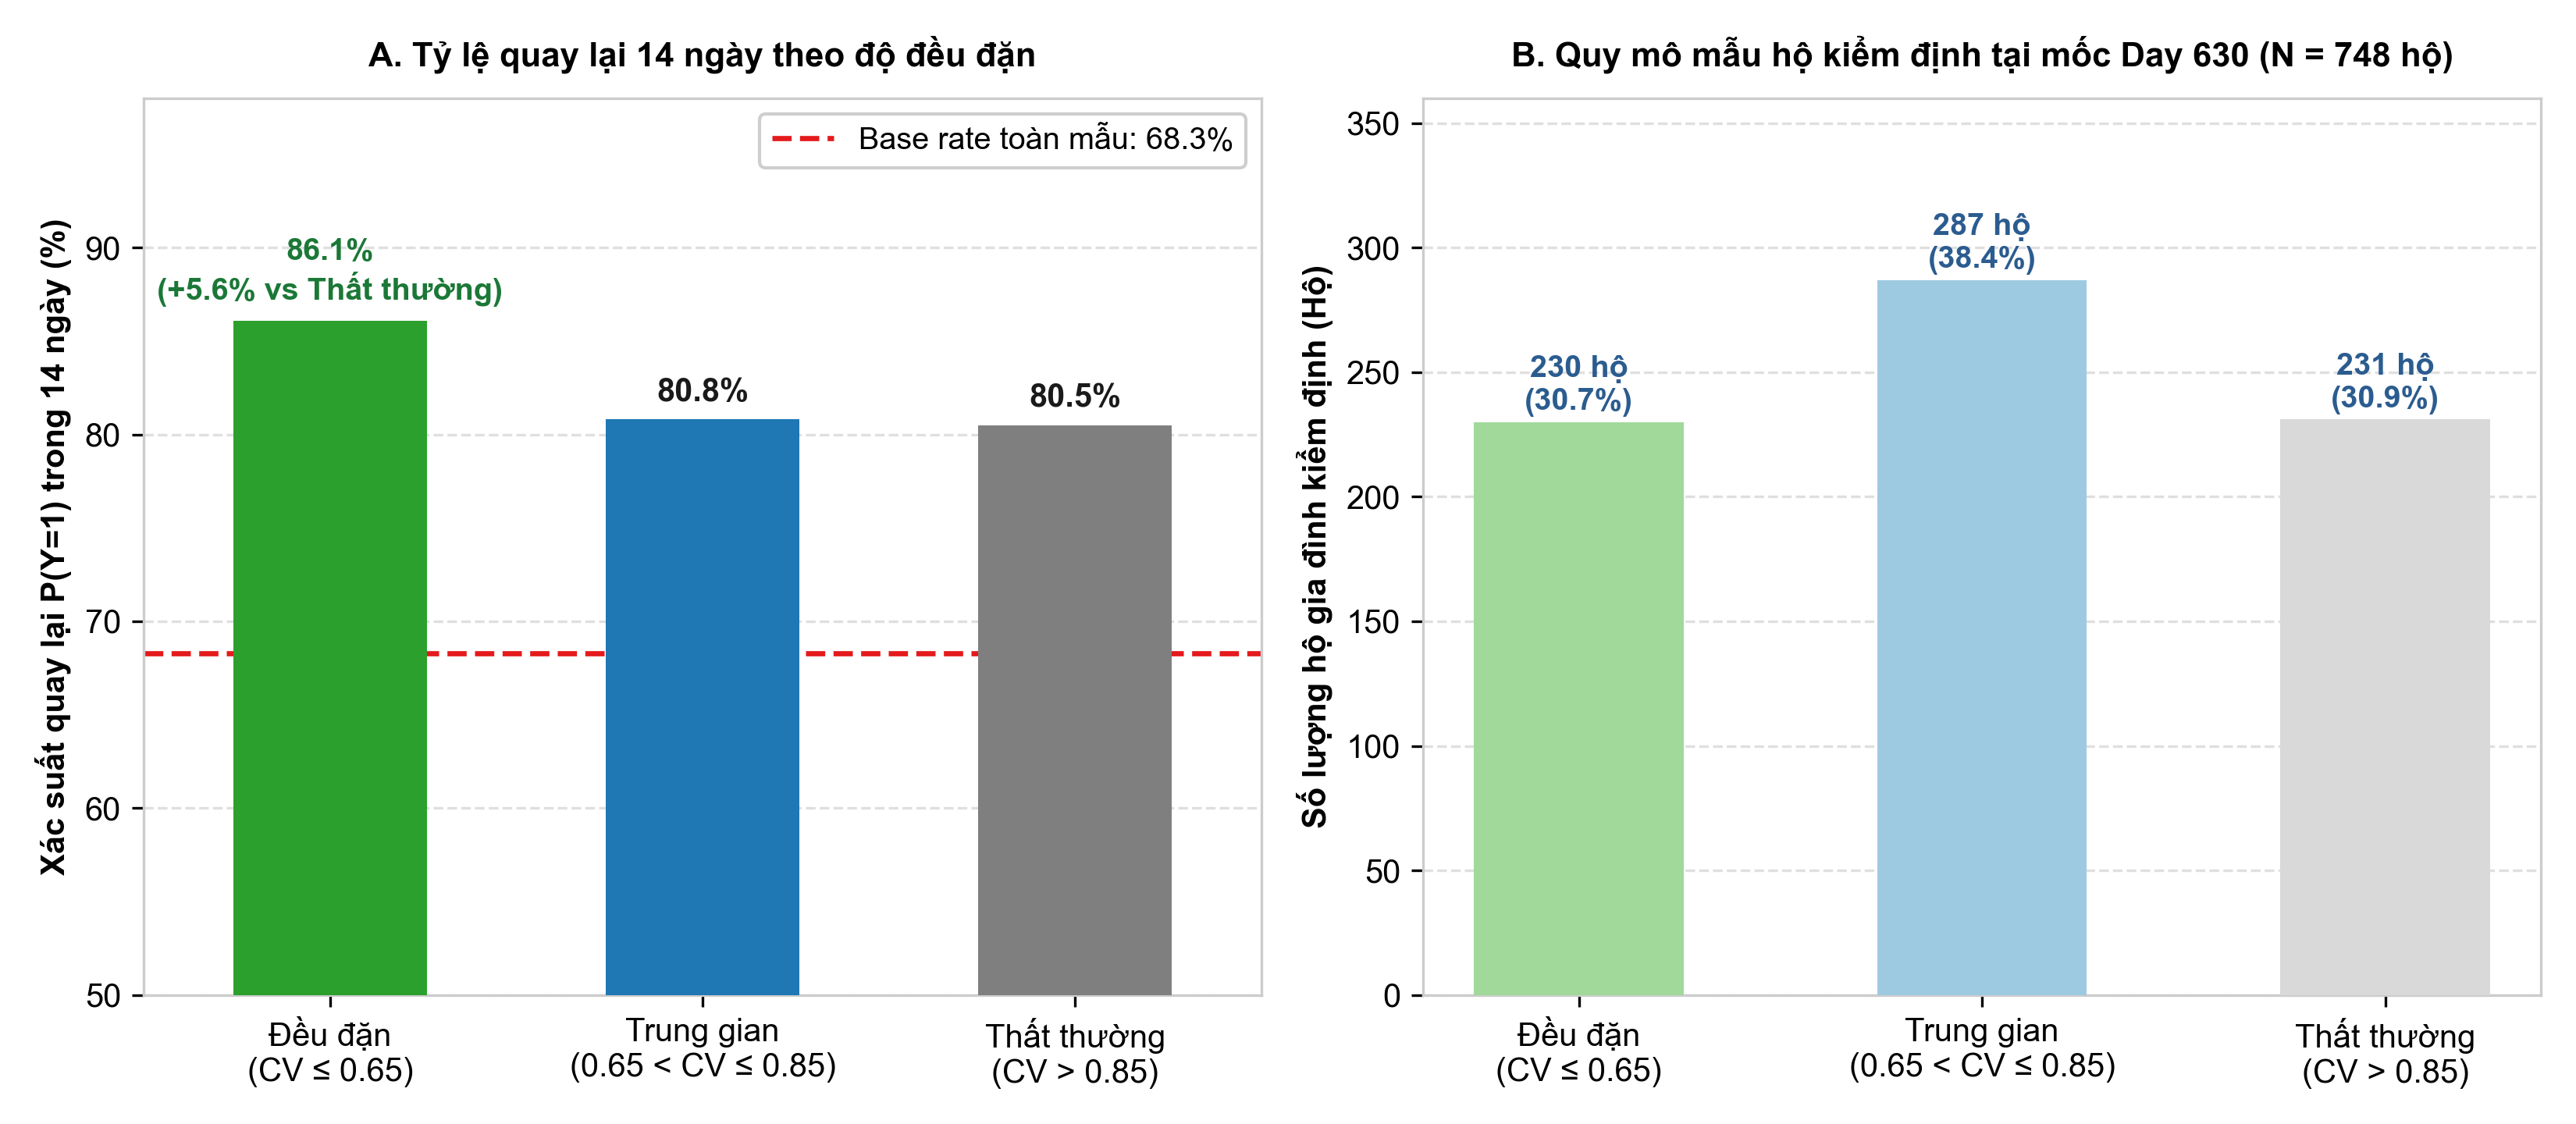 A. Tỷ lệ quay lại 14 ngày theo độ đều đặn
Xác suất quay lại P(Y=1) trong 14 ngày (%)
90
80
70
60
50
Base rate toàn mẫu: 68.3%
86.1%
(+5.6% vs Thất thường)
80.8%
80.5%
Đều đặn
(CV ≤ 0.65)
Trung gian
(0.65 < CV ≤ 0.85)
Thất thường
(CV > 0.85)
B. Quy mô mẫu hộ kiểm định tại mốc Day 630 (N = 748 hộ)
Số lượng hộ gia đình kiểm định (Hộ)
350
300
250
200
150
100
50
0
230 hộ
(30.7%)
287 hộ
(38.4%)
231 hộ
(30.9%)
Đều đặn
(CV ≤ 0.65)
Trung gian
(0.65 < CV ≤ 0.85)
Thất thường
(CV > 0.85)